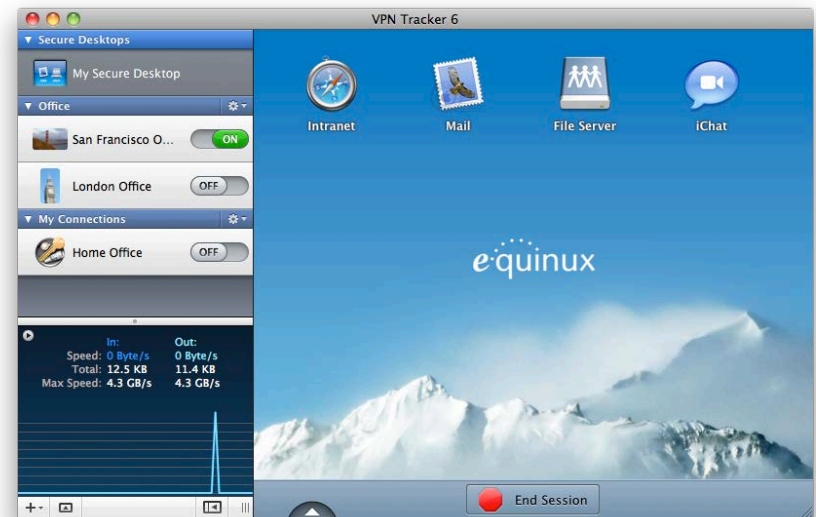 VPN Tracker 6
Secure Desktops
My Secure Desktop
Office
San Francisco O...
ON
London Office
OFF
My Connections
Home Office
OFF
In: Out:
Speed: 0 Byte/s 0 Byte/s
Total: 12.5 KB 11.4 KB
Max Speed: 4.3 GB/s 4.3 GB/s
Intranet Mail File Server iChat
equinux
End Session